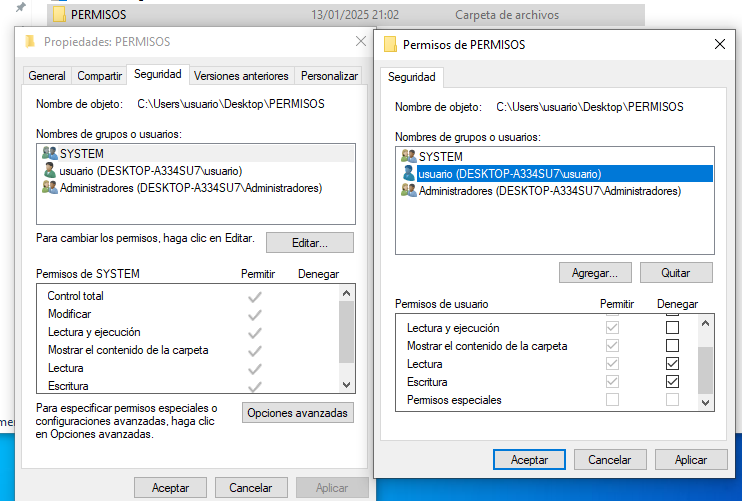 PERMISOS 13/01/2025 21:02 Carpeta de archivos
Propiedades: PERMISOS
General Compartir Seguridad Versiones anteriores Personalizar
Nombre de objeto: C:\Users\usuario\Desktop\PERMISOS
Nombres de grupos o usuarios:
SYSTEM
usuario (DESKTOP-A334SU7\usuario)
Administradores (DESKTOP-A334SU7\Administradores)
Para cambiar los permisos, haga clic en Editar.
Editar...
Permisos de SYSTEM Permitir Denegar
Control total
Modificar
Lectura y ejecución
Mostrar el contenido de la carpeta
Lectura
Escritura
Para especificar permisos especiales o
configuraciones avanzadas, haga clic
en Opciones avanzadas.
Opciones avanzadas
Aceptar Cancelar Aplicar
Permisos de PERMISOS
Seguridad
Nombre de objeto: C:\Users\usuario\Desktop\PERMISOS
Nombres de grupos o usuarios:
SYSTEM
usuario (DESKTOP-A334SU7\usuario)
Administradores (DESKTOP-A334SU7\Administradores)
Agregar... Quitar
Permisos de usuario Permitir Denegar
Lectura y ejecución
Mostrar el contenido de la carpeta
Lectura
Escritura
Permisos especiales
Aceptar Cancelar Aplicar